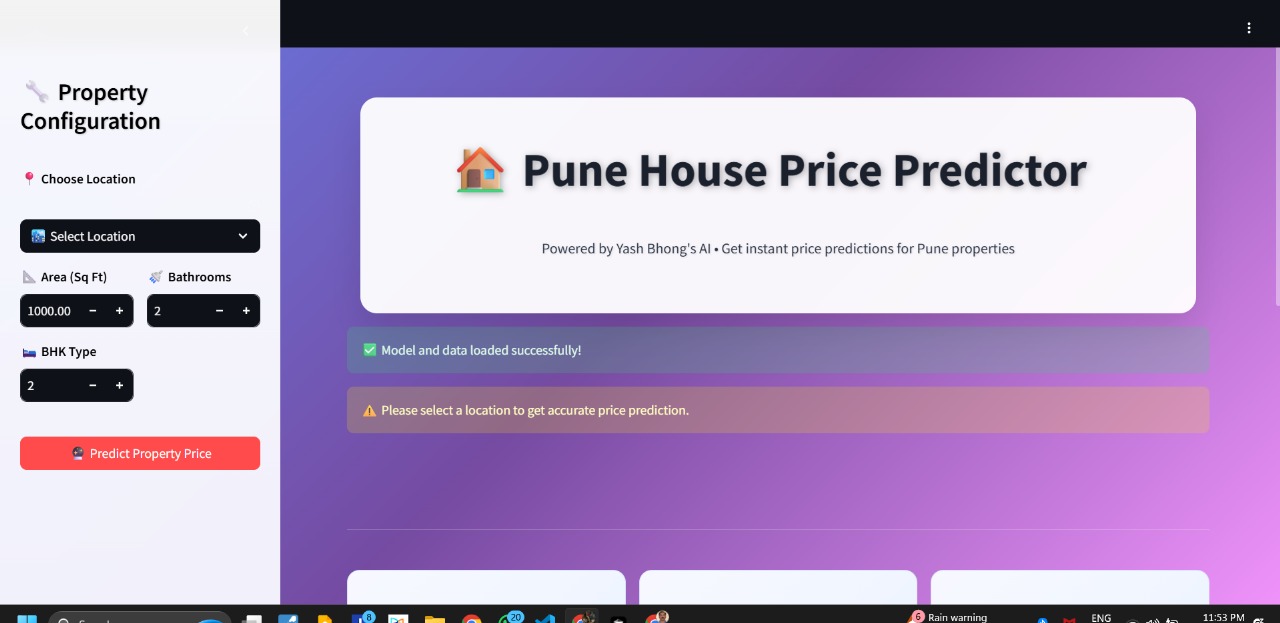 Property
Configuration
Choose Location
Select Location
Area (Sq Ft)
Bathrooms
1000.00 − +
2 − +
BHK Type
2 − +
Predict Property Price
Pune House Price Predictor
Powered by Yash Bhong's AI • Get instant price predictions for Pune properties
Model and data loaded successfully!
Please select a location to get accurate price prediction.
8
20
6
Rain warning
ENG
11:53 PM